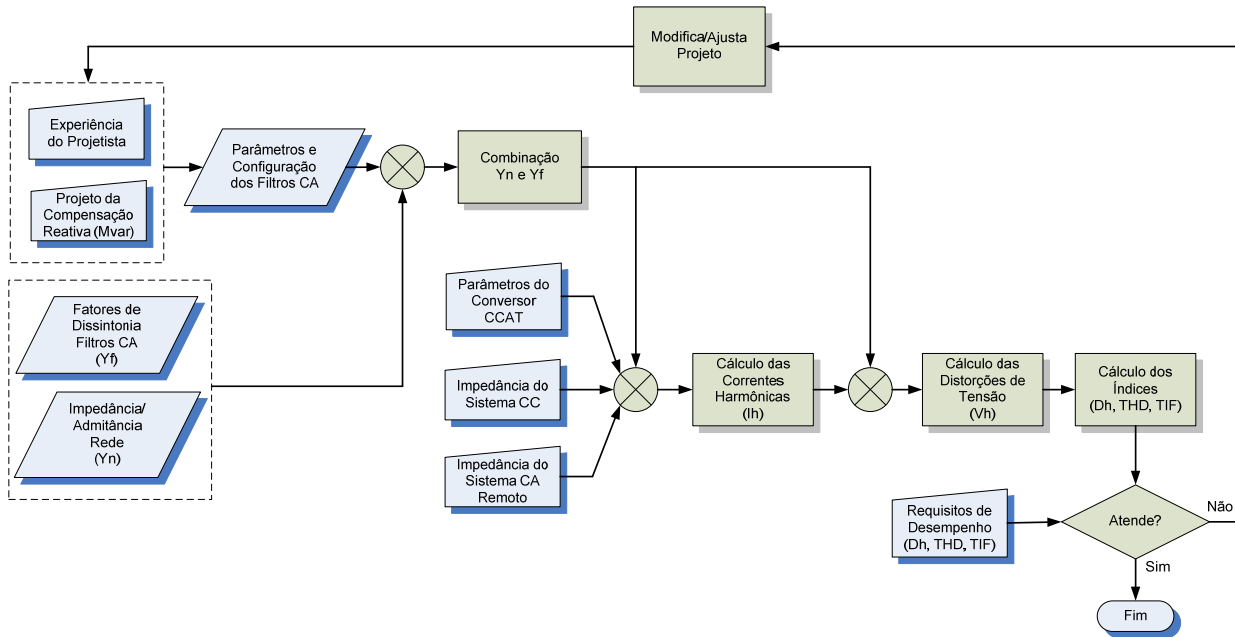 Modifica/Ajusta
Projeto
Experiência
do Projetista
Projeto da
Compensação
Reativa (Mvar)
Parâmetros e
Configuração
dos Filtros CA
Combinação
Yn e Yf
Fatores de
Dissintonia
Filtros CA
(Yf)
Impedância/
Admitância
Rede
(Yn)
Parâmetros do
Conversor
CCAT
Impedância do
Sistema CC
Impedância do
Sistema CA
Remoto
Cálculo das
Correntes
Harmônicas
(Ih)
Cálculo das
Distorções de
Tensão
(Vh)
Cálculo dos
Índices
(Dh, THD, TIF)
Requisitos de
Desempenho
(Dh, THD, TIF)
Atende?
Não
Sim
Fim